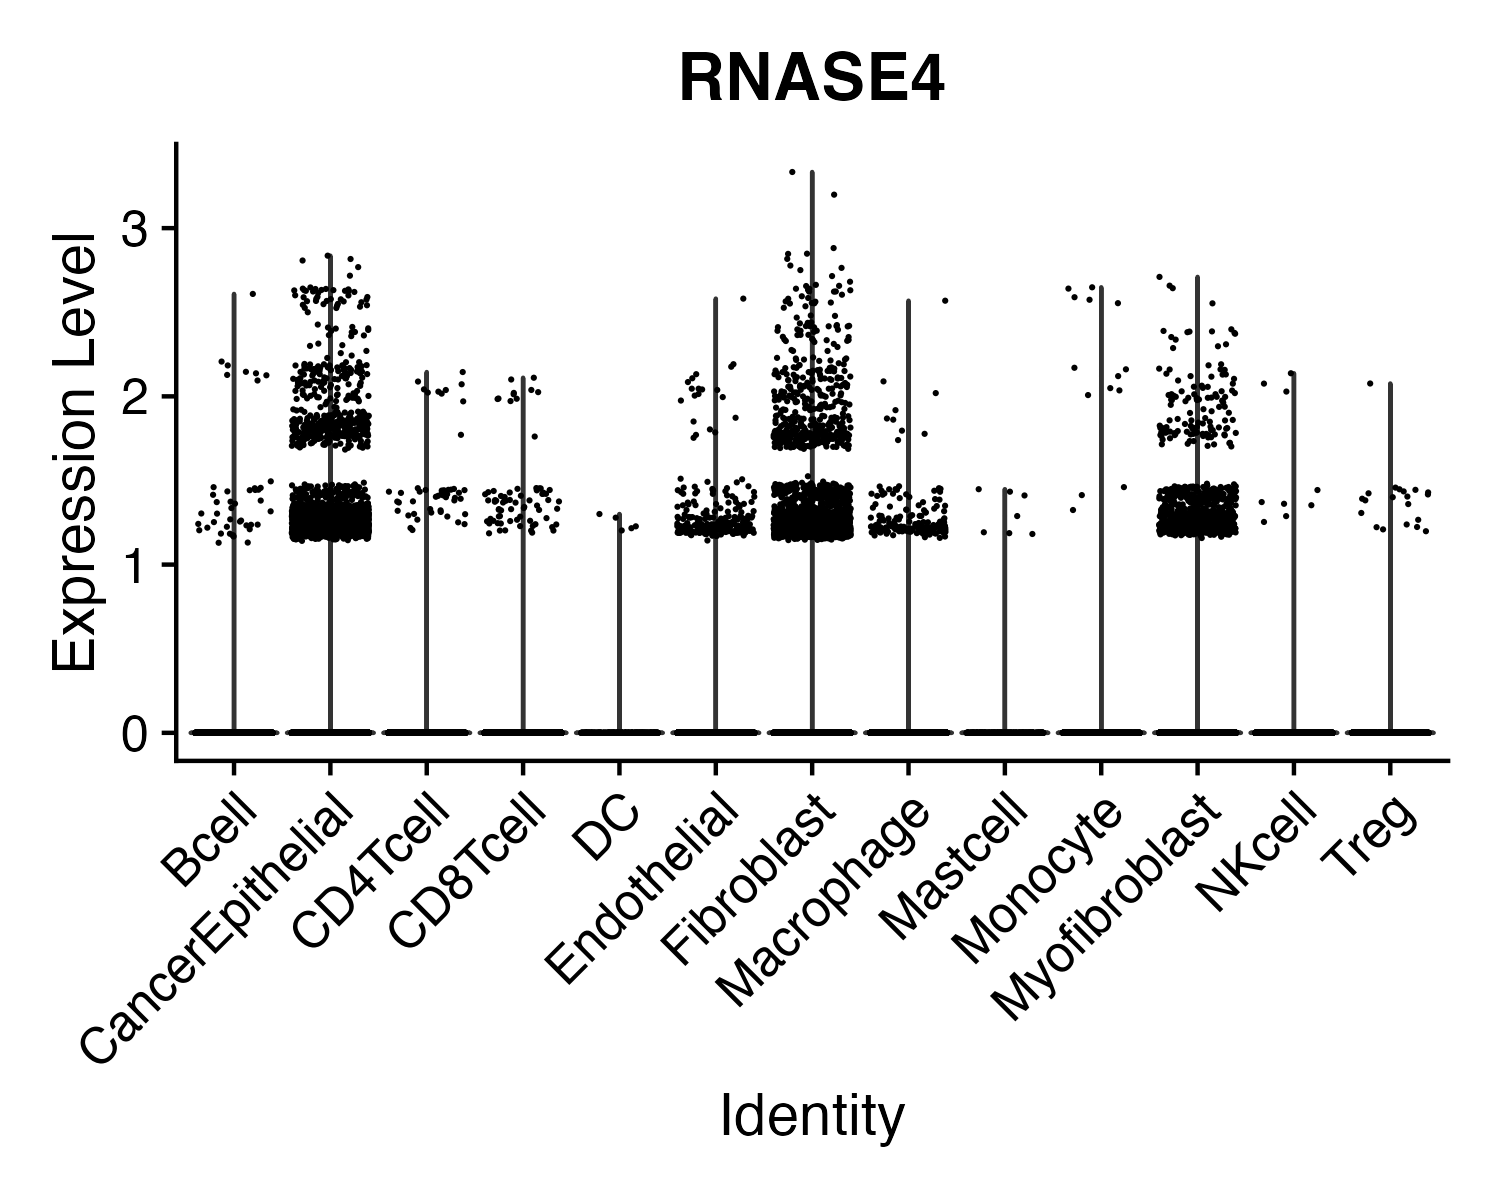 RNASE4
Expression Level
3
2
1
0
Bcell
CancerEpithelial
CD4Tcell
CD8Tcell
DC
Endothelial
Fibroblast
Macrophage
Mastcell
Monocyte
Myofibroblast
NKcell
Treg
Identity